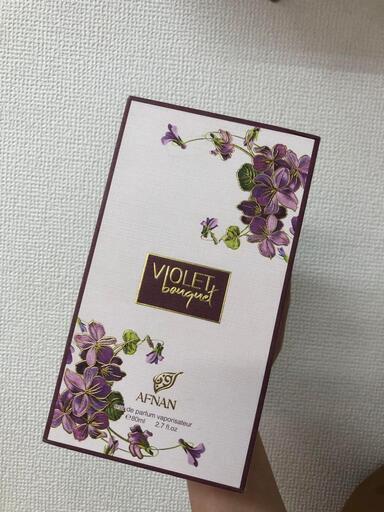 VIOLET
bouquet
AFNAN
eau de parfum vaporisateur
℮80ml 2.7 fl.oz